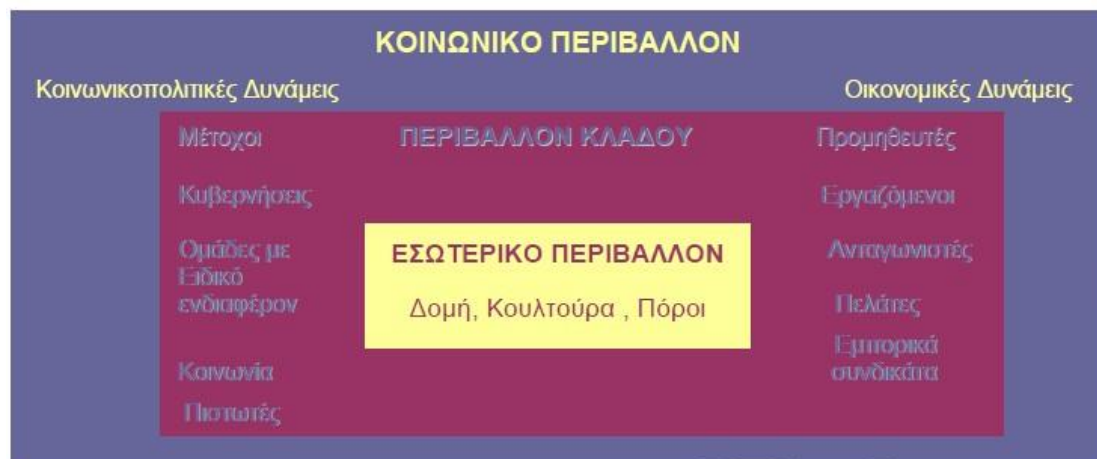 ΚΟΙΝΩΝΙΚΟ ΠΕΡΙΒΑΛΛΟΝ
Κοινωνικοπολιτικές Δυνάμεις
Οικονομικές Δυνάμεις
Μέτοχοι
ΠΕΡΙΒΑΛΛΟΝ ΚΛΑΔΟΥ
Προμηθευτές
Κυβερνήσεις
Εργαζόμενοι
Ομάδες με
Ειδικό
ενδιαφέρον
ΕΣΩΤΕΡΙΚΟ ΠΕΡΙΒΑΛΛΟΝ
Δομή, Κουλτούρα , Πόροι
Ανταγωνιστές
Πελάτες
Εμπορικά
συνδικάτα
Κοινωνία
Πιστωτές